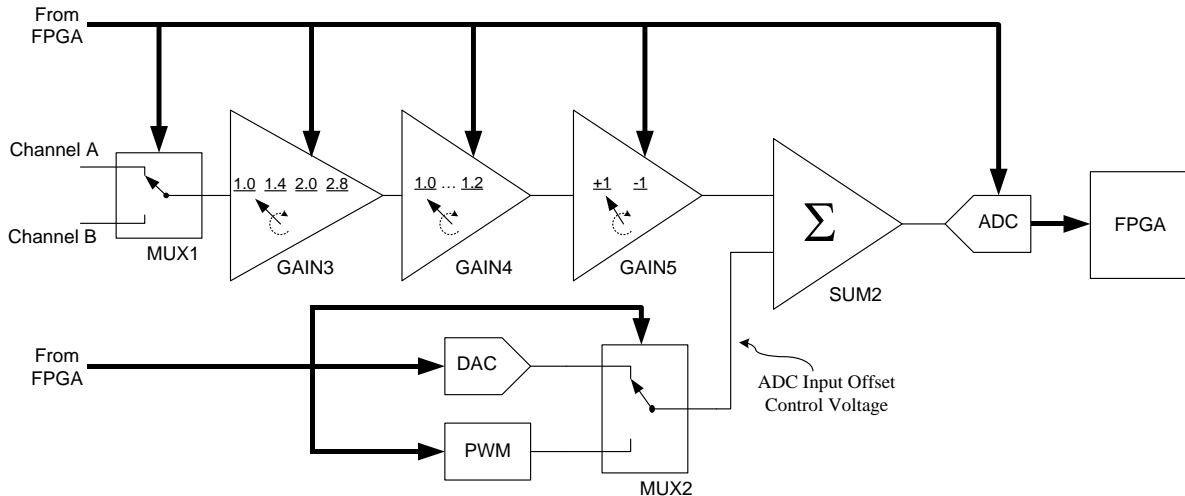 From
FPGA
Channel A
Channel B
MUX1
1.0 1.4 2.0 2.8
GAIN3
1.0 ... 1.2
GAIN4
+1 -1
GAIN5
Σ
SUM2
ADC
FPGA
From
FPGA
DAC
PWM
MUX2
ADC Input Offset
Control Voltage